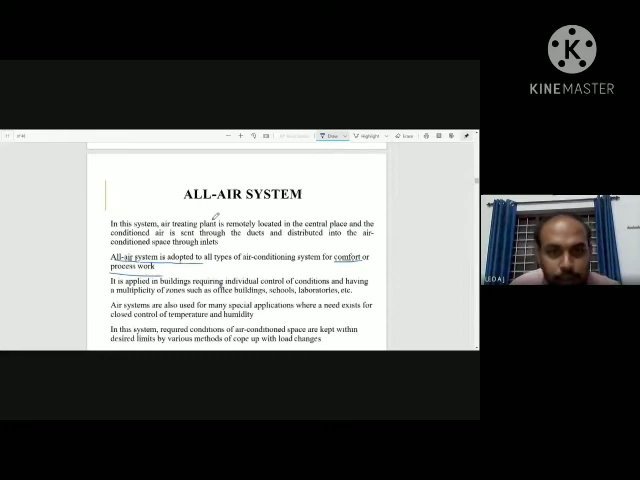 K
KINEMASTER
of 46
Draw
Highlight
Erase
ALL-AIR SYSTEM
In this system, air treating plant is remotely located in the central place and the
conditioned air is sent through the ducts and distributed into the air-
conditioned space through inlets
All-air system is adopted to all types of air-conditioning system for comfort or
process work
It is applied in buildings requiring individual control of conditions and having
a multiplicity of zones such as office buildings, schools, laboratories, etc.
Air systems are also used for many special applications where a need exists for
closed control of temperature and humidity
In this system, required conditions of air-conditioned space are kept within
desired limits by various methods of cope up with load changes